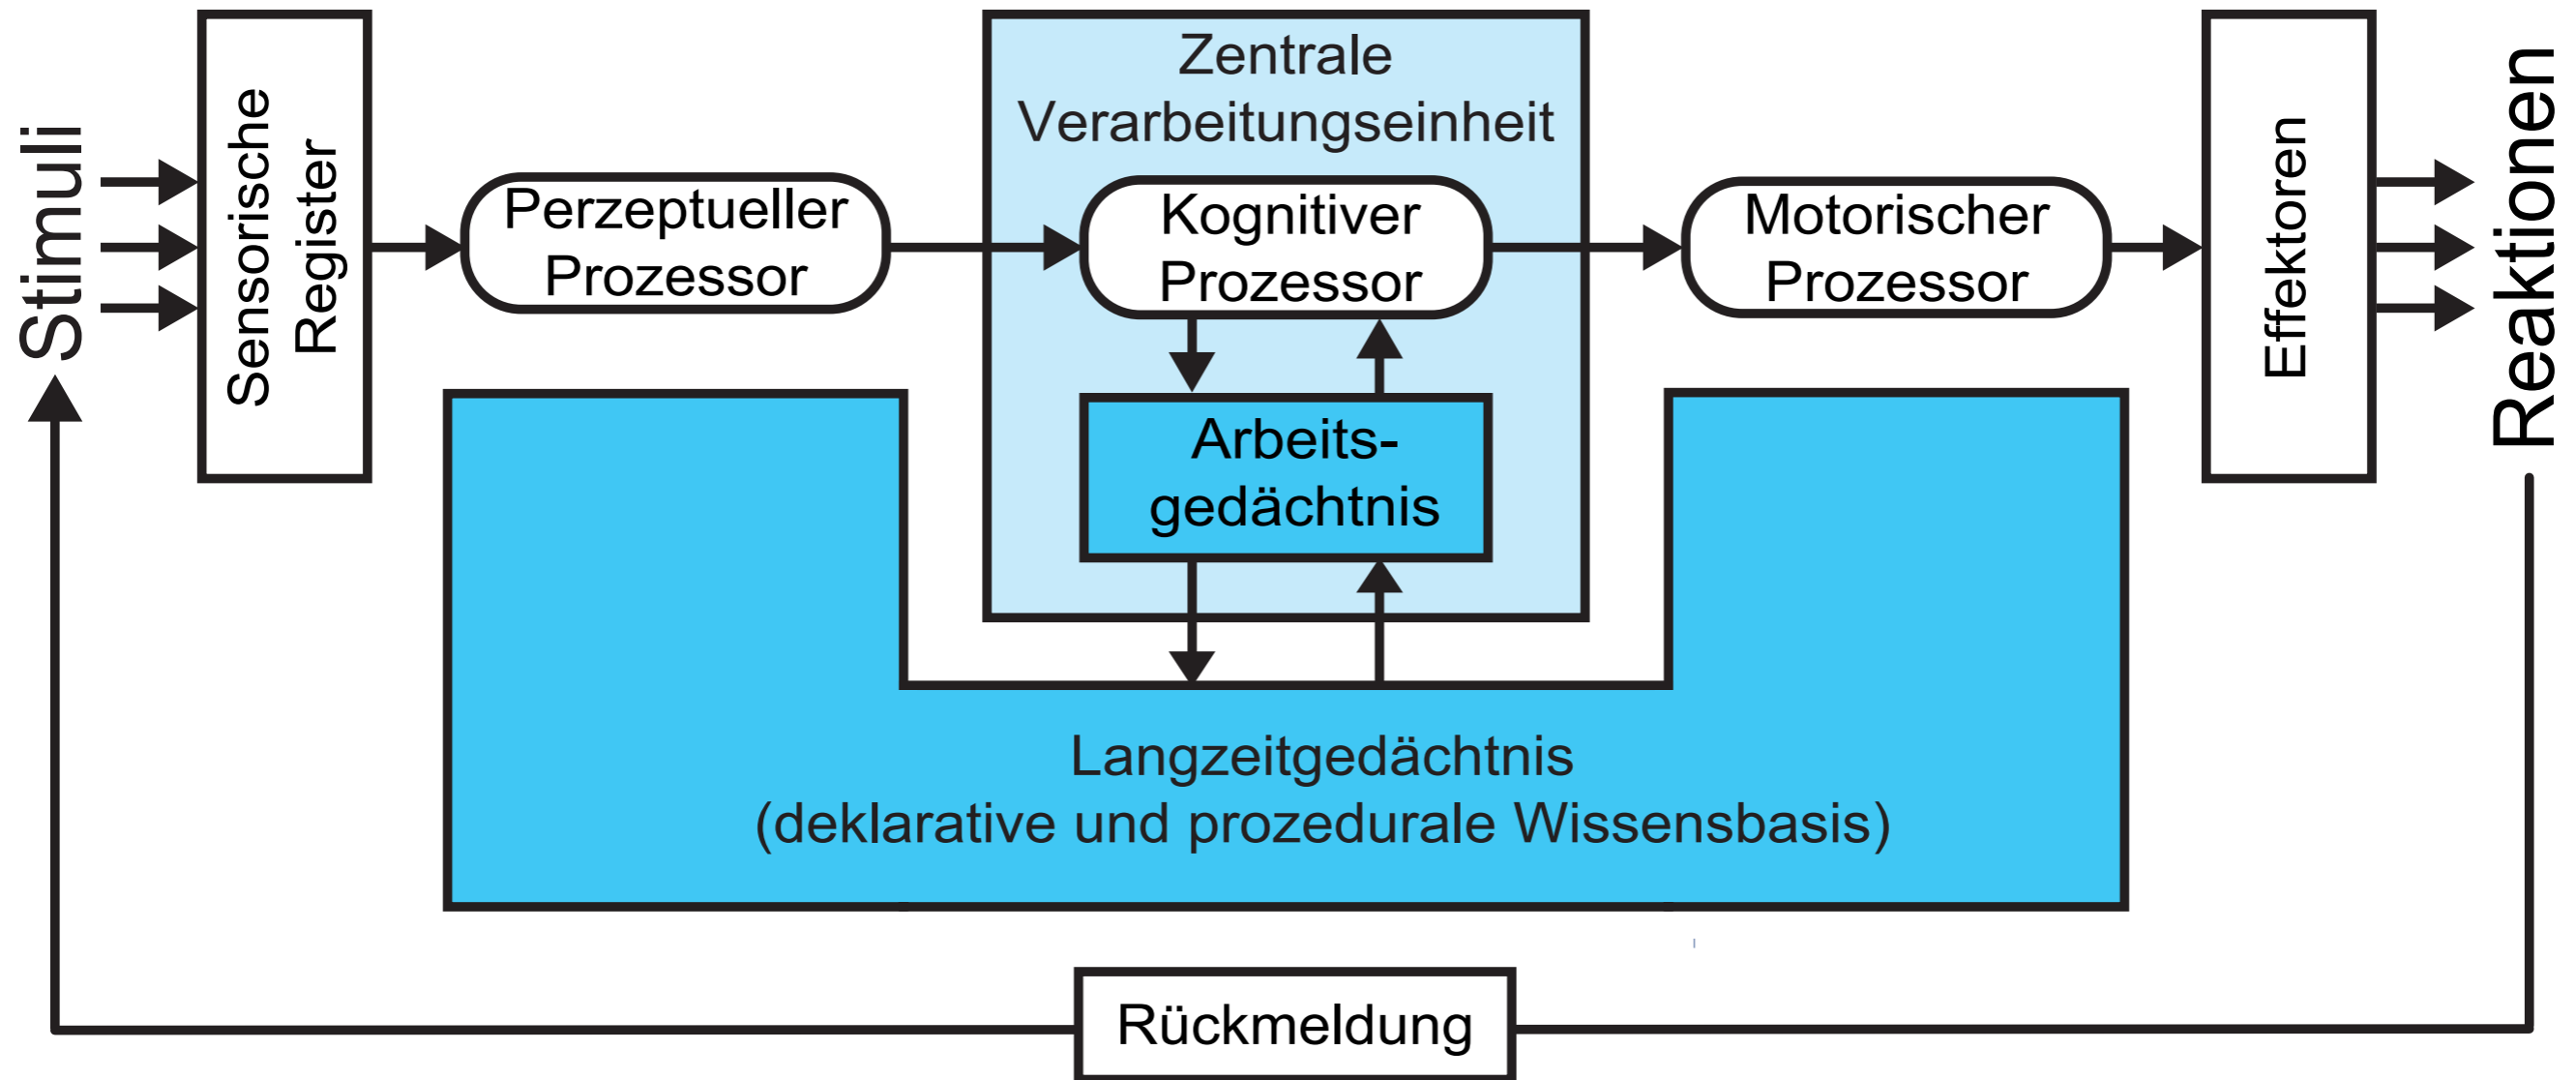 Stimuli
Sensorische
Register
Perzeptueller
Prozessor
Zentrale
Verarbeitungseinheit
Kognitiver
Prozessor
Arbeits-
gedächtnis
Motorischer
Prozessor
Effektoren
Reaktionen
Langzeitgedächtnis
(deklarative und prozedurale Wissensbasis)
Rückmeldung